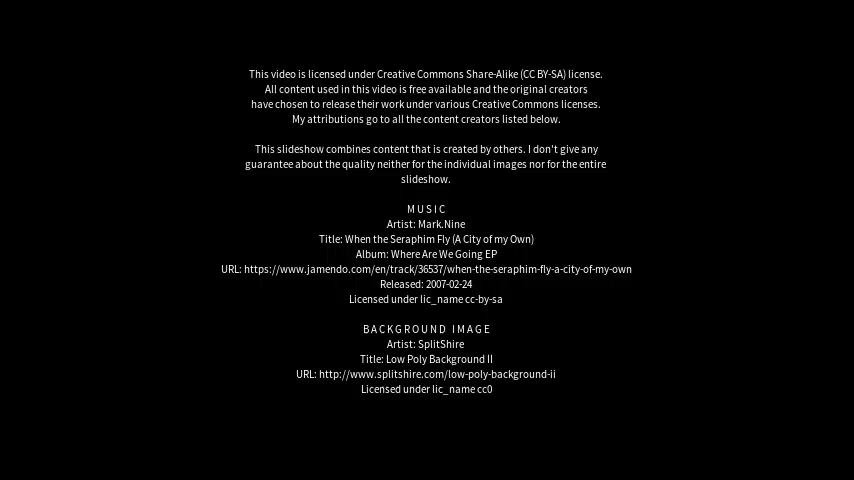 This video is licensed under Creative Commons Share-Alike (CC BY-SA) license.
All content used in this video is free available and the original creators
have chosen to release their work under various Creative Commons licenses.
My attributions go to all the content creators listed below.
This slideshow combines content that is created by others. I don't give any
guarantee about the quality neither for the individual images nor for the entire
slideshow.
MUSIC
Artist: Mark.Nine
Title: When the Seraphim Fly (A City of my Own)
Album: Where Are We Going EP
URL: https://www.jamendo.com/en/track/36537/when-the-seraphim-fly-a-city-of-my-own
Released: 2007-02-24
Licensed under lic_name cc-by-sa
BACKGROUND IMAGE
Artist: SplitShire
Title: Low Poly Background II
URL: http://www.splitshire.com/low-poly-background-ii
Licensed under lic_name cc0